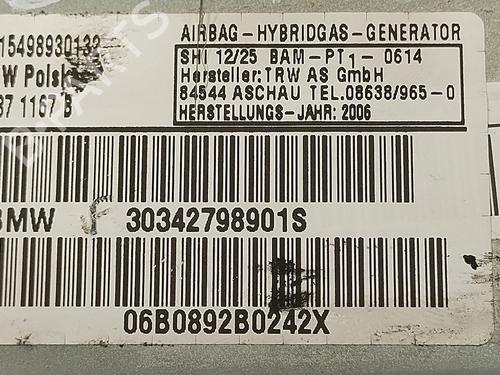 15498930132
AIRBAG-HYBRIDGAS-GENERATOR
SHI 12/25 BAM-PT1-0614
Hersteller: TRW AS GmbH
84544 ASCHAU TEL.08638/965-0
HERSTELLUNGS-JAHR: 2006
W Polsk
37 1167 B
BMW F 30342798901S
06B0892B0242X